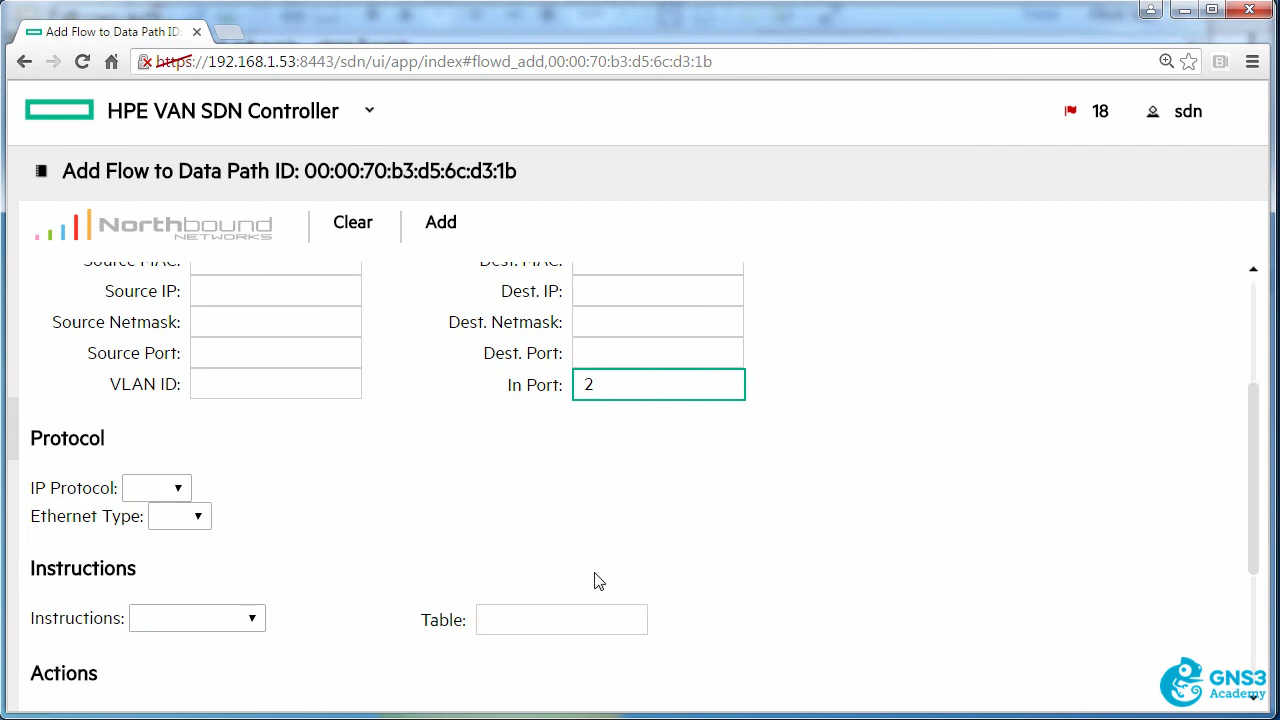 Add Flow to Data Path ID
https://192.168.1.53:8443/sdn/ui/app/index#flowd_add,00:00:70:b3:d5:6c:d3:1b
HPE VAN SDN Controller
18
sdn
Add Flow to Data Path ID: 00:00:70:b3:d5:6c:d3:1b
Northbound
NETWORKS
Clear
Add
Source MAC:
Dest. MAC:
Source IP:
Dest. IP:
Source Netmask:
Dest. Netmask:
Source Port:
Dest. Port:
VLAN ID:
In Port: 2
Protocol
IP Protocol:
Ethernet Type:
Instructions
Instructions:
Table:
Actions
GNS3
Academy